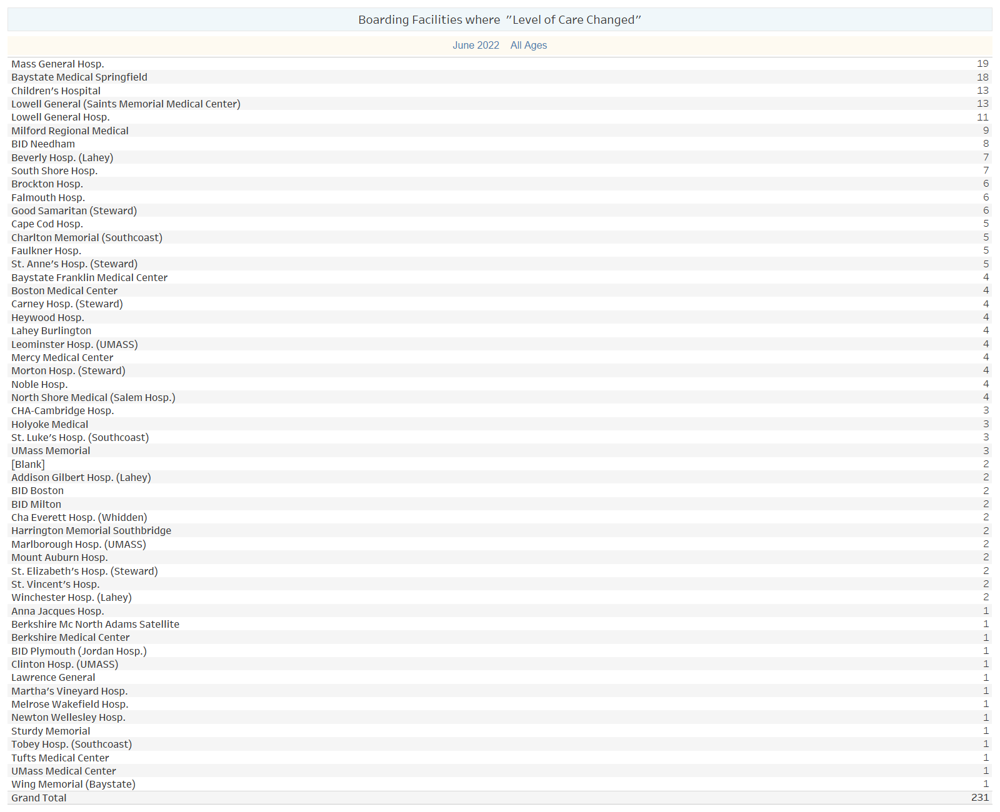 Boarding Facilities where "Level of Care Changed"
June 2022 All Ages
Mass General Hosp. 19
Baystate Medical Springfield 18
Children's Hospital 13
Lowell General (Saints Memorial Medical Center) 13
Lowell General Hosp. 11
Milford Regional Medical 9
BID Needham 8
Beverly Hosp. (Lahey) 7
South Shore Hosp. 7
Brockton Hosp. 6
Falmouth Hosp. 6
Good Samaritan (Steward) 6
Cape Cod Hosp. 5
Charlton Memorial (Southcoast) 5
Faulkner Hosp. 5
St. Anne's Hosp. (Steward) 5
Baystate Franklin Medical Center 4
Boston Medical Center 4
Carney Hosp. (Steward) 4
Heywood Hosp. 4
Lahey Burlington 4
Leominster Hosp. (UMASS) 4
Mercy Medical Center 4
Morton Hosp. (Steward) 4
Noble Hosp. 4
North Shore Medical (Salem Hosp.) 4
CHA-Cambridge Hosp. 3
Holyoke Medical 3
St. Luke's Hosp. (Southcoast) 3
UMass Memorial 3
[Blank] 2
Addison Gilbert Hosp. (Lahey) 2
BID Boston 2
BID Milton 2
Cha Everett Hosp. (Whidden) 2
Harrington Memorial Southbridge 2
Marlborough Hosp. (UMASS) 2
Mount Auburn Hosp. 2
St. Elizabeth's Hosp. (Steward) 2
St. Vincent's Hosp. 2
Winchester Hosp. (Lahey) 2
Anna Jacques Hosp. 1
Berkshire Mc North Adams Satellite 1
Berkshire Medical Center 1
BID Plymouth (Jordan Hosp.) 1
Clinton Hosp. (UMASS) 1
Lawrence General 1
Martha's Vineyard Hosp. 1
Melrose Wakefield Hosp. 1
Newton Wellesley Hosp. 1
Sturdy Memorial 1
Tobey Hosp. (Southcoast) 1
Tufts Medical Center 1
UMass Medical Center 1
Wing Memorial (Baystate) 1
Grand Total 231